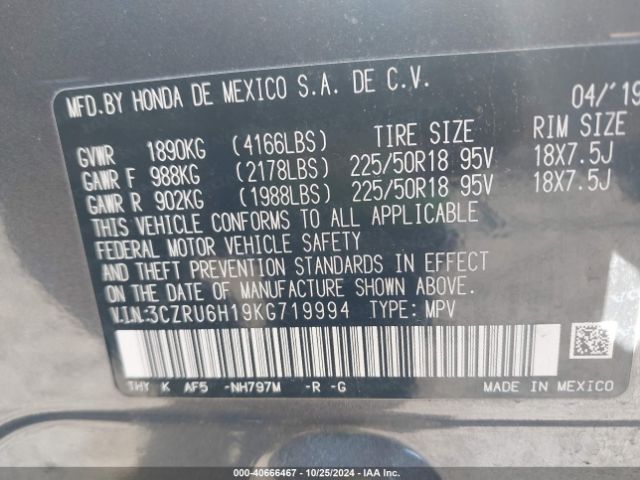 MFD.BY HONDA DE MEXICO S.A. DE C.V. 04/'19
GVWR 1890KG (4166LBS) TIRE SIZE RIM SIZE
GAWR F 988KG (2178LBS) 225/50R18 95V 18X7.5J
GAWR R 902KG (1988LBS) 225/50R18 95V 18X7.5J
THIS VEHICLE CONFORMS TO ALL APPLICABLE
FEDERAL MOTOR VEHICLE SAFETY
AND THEFT PREVENTION STANDARDS IN EFFECT
ON THE DATE OF MANUFACTURE SHOWN ABOVE.
V.I.N:3CZRU6H19KG719994 TYPE: MPV
THY K AF5 -NH797M -R -G MADE IN MEXICO
© 40666467 - 10/25/2024 - IAA Inc.